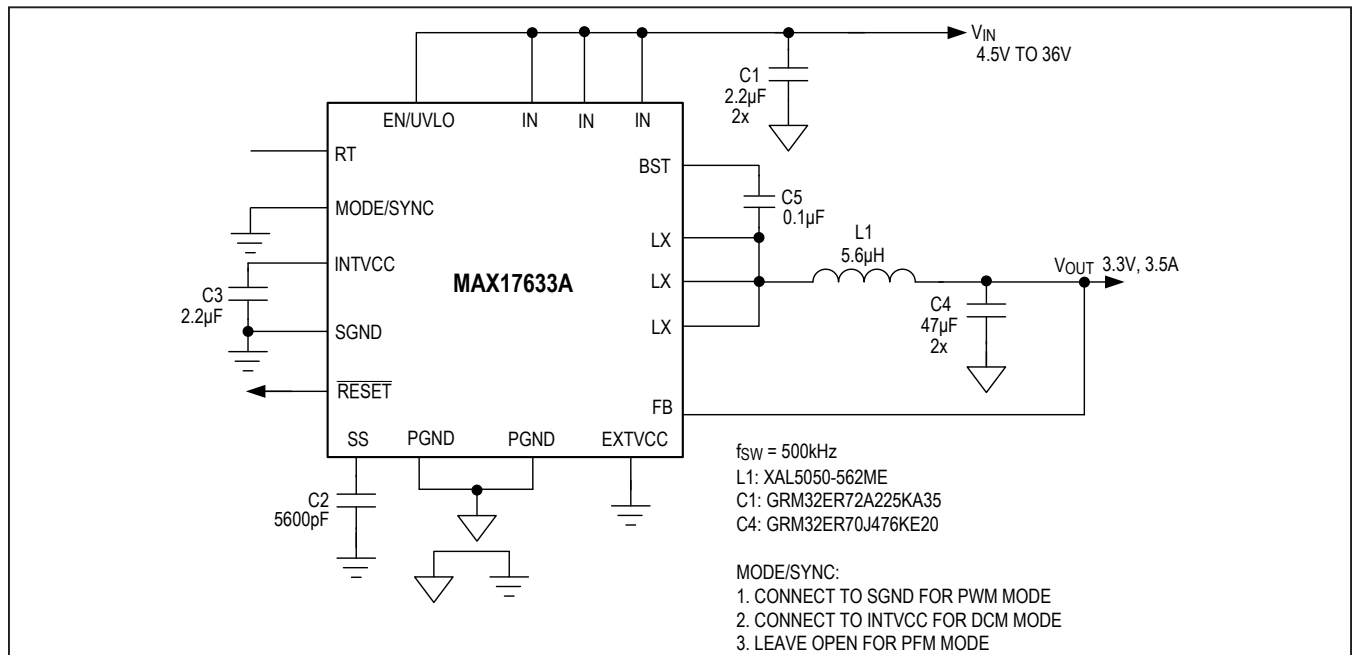 VIN
4.5V TO 36V
C1
2.2µF
2x
EN/UVLO
IN
IN
IN
RT
BST
C5
0.1µF
MODE/SYNC
LX
L1
5.6µH
INTVCC
MAX17633A
LX
VOUT 3.3V, 3.5A
C3
2.2µF
C4
47µF
2x
SGND
LX
RESET
FB
SS
PGND
PGND
EXTVCC
C2
5600pF
fSW = 500kHz
L1: XAL5050-562ME
C1: GRM32ER72A225KA35
C4: GRM32ER70J476KE20
MODE/SYNC:
1. CONNECT TO SGND FOR PWM MODE
2. CONNECT TO INTVCC FOR DCM MODE
3. LEAVE OPEN FOR PFM MODE